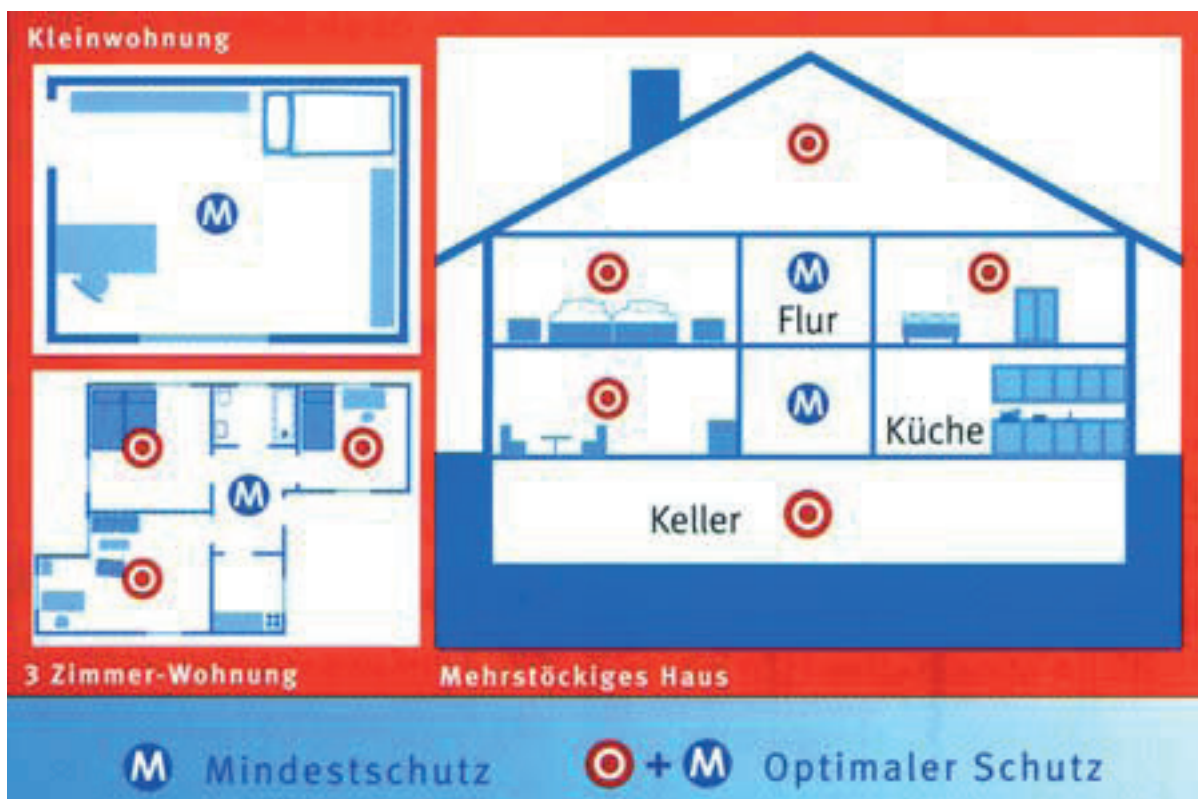 Kleinwohnung
M
3 Zimmer-Wohnung
M
Mehrstöckiges Haus
M
Flur
M
Küche
Keller
M Mindestschutz
+ M Optimaler Schutz